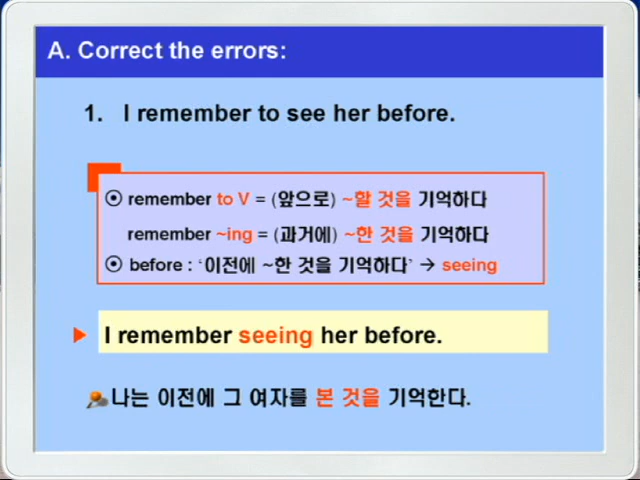 A. Correct the errors:
1. I remember to see her before.
⊙ remember to V = (앞으로) ~할 것을 기억하다
remember ~ing = (과거에) ~한 것을 기억하다
⊙ before : ‘이전에 ~한 것을 기억하다’ → seeing
▶ I remember seeing her before.
나는 이전에 그 여자를 본 것을 기억한다.